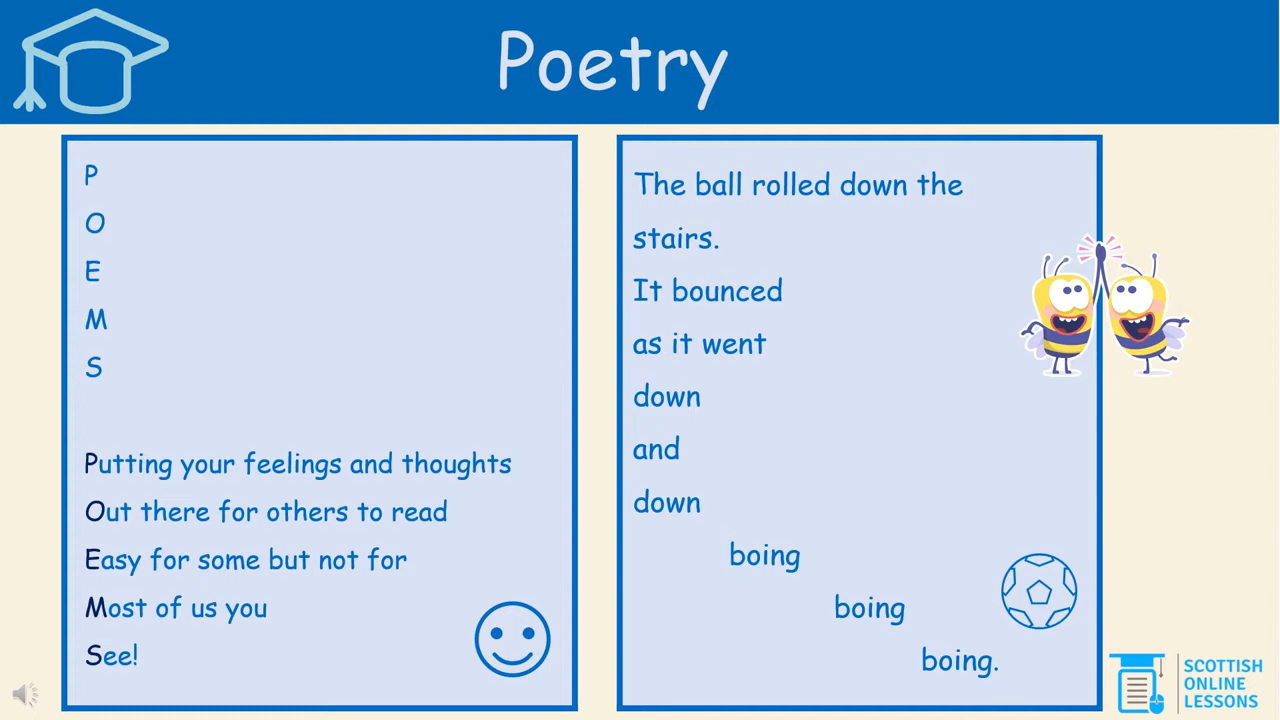 Poetry
P
O
E
M
S
Putting your feelings and thoughts
Out there for others to read
Easy for some but not for
Most of us you
See!
The ball rolled down the
stairs.
It bounced
as it went
down
and
down
boing
boing
boing.
SCOTTISH
ONLINE
LESSONS